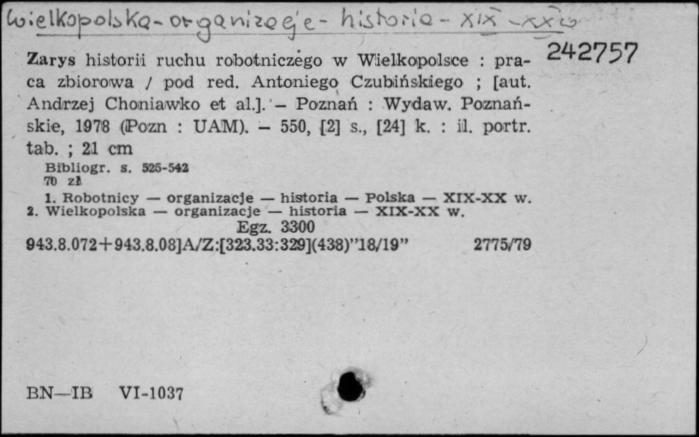 Wielkopolska - organizacje - historia - XIX - XX w
242757
Zarys historii ruchu robotniczego w Wielkopolsce : pra-
ca zbiorowa / pod red. Antoniego Czubińskiego ; [aut.
Andrzej Choniawko et al.]. — Poznań : Wydaw. Poznań-
skie, 1978 (Pozn : UAM). — 550, [2] s., [24] k. : il. portr.
tab. ; 21 cm
Bibliogr. s. 525-542
70 zł
1. Robotnicy — organizacje — historia — Polska — XIX-XX w.
2. Wielkopolska — organizacje — historia — XIX-XX w.
Egz. 3300
943.8.072+943.8.08]A/Z:[323.33:329](438)"18/19" 2775/79
BN—IB VI-1037